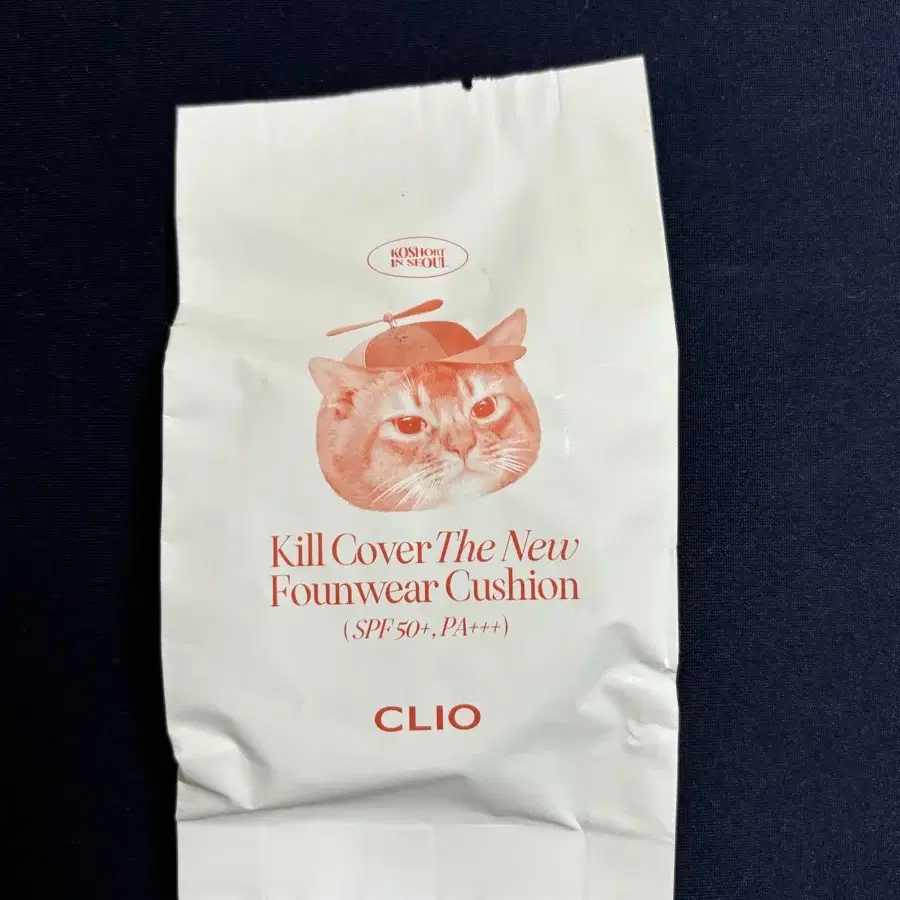 KOSHORT
IN SEOUL
Kill Cover The New
Founwear Cushion
(SPF 50+, PA+++)
CLIO